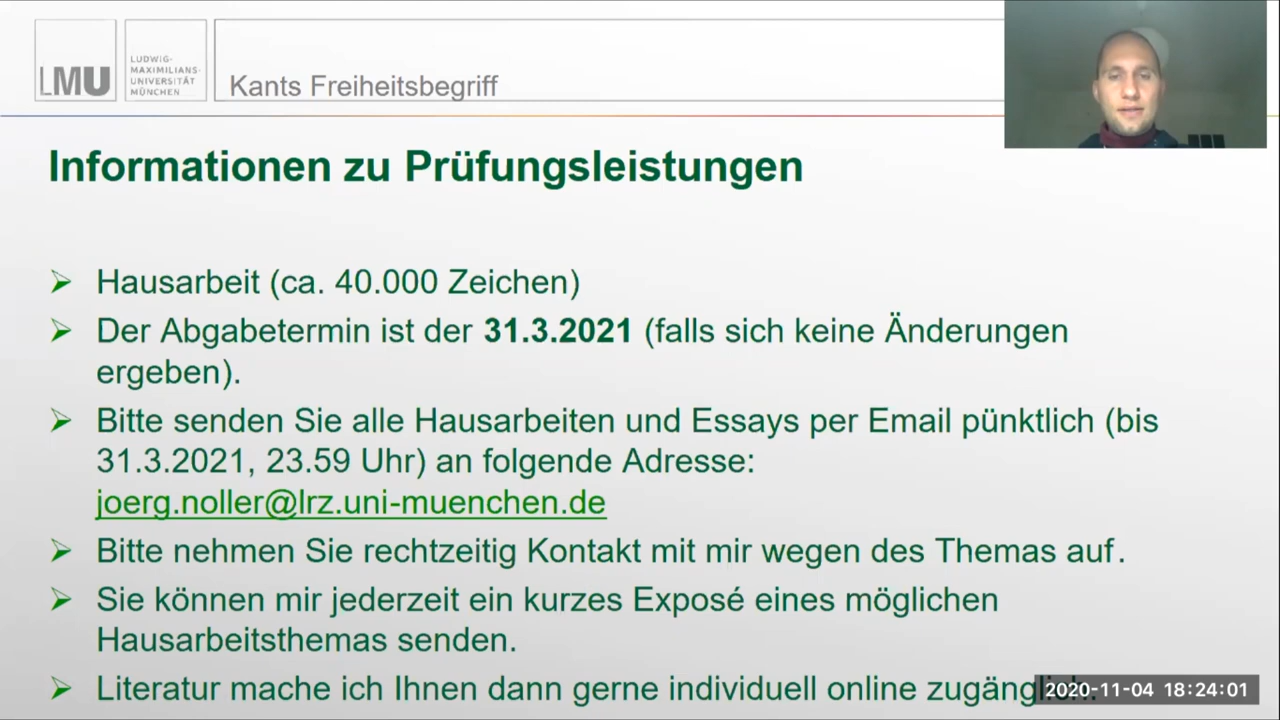 LMU
LUDWIG-
MAXIMILIANS-
UNIVERSITÄT
MÜNCHEN
Kants Freiheitsbegriff
Informationen zu Prüfungsleistungen
Hausarbeit (ca. 40.000 Zeichen)
Der Abgabetermin ist der 31.3.2021 (falls sich keine Änderungen
ergeben).
Bitte senden Sie alle Hausarbeiten und Essays per Email pünktlich (bis
31.3.2021, 23.59 Uhr) an folgende Adresse:
joerg.noller@lrz.uni-muenchen.de
Bitte nehmen Sie rechtzeitig Kontakt mit mir wegen des Themas auf.
Sie können mir jederzeit ein kurzes Exposé eines möglichen
Hausarbeitsthemas senden.
Literatur mache ich Ihnen dann gerne individuell online zugänglich.
2020-11-04 18:24:01